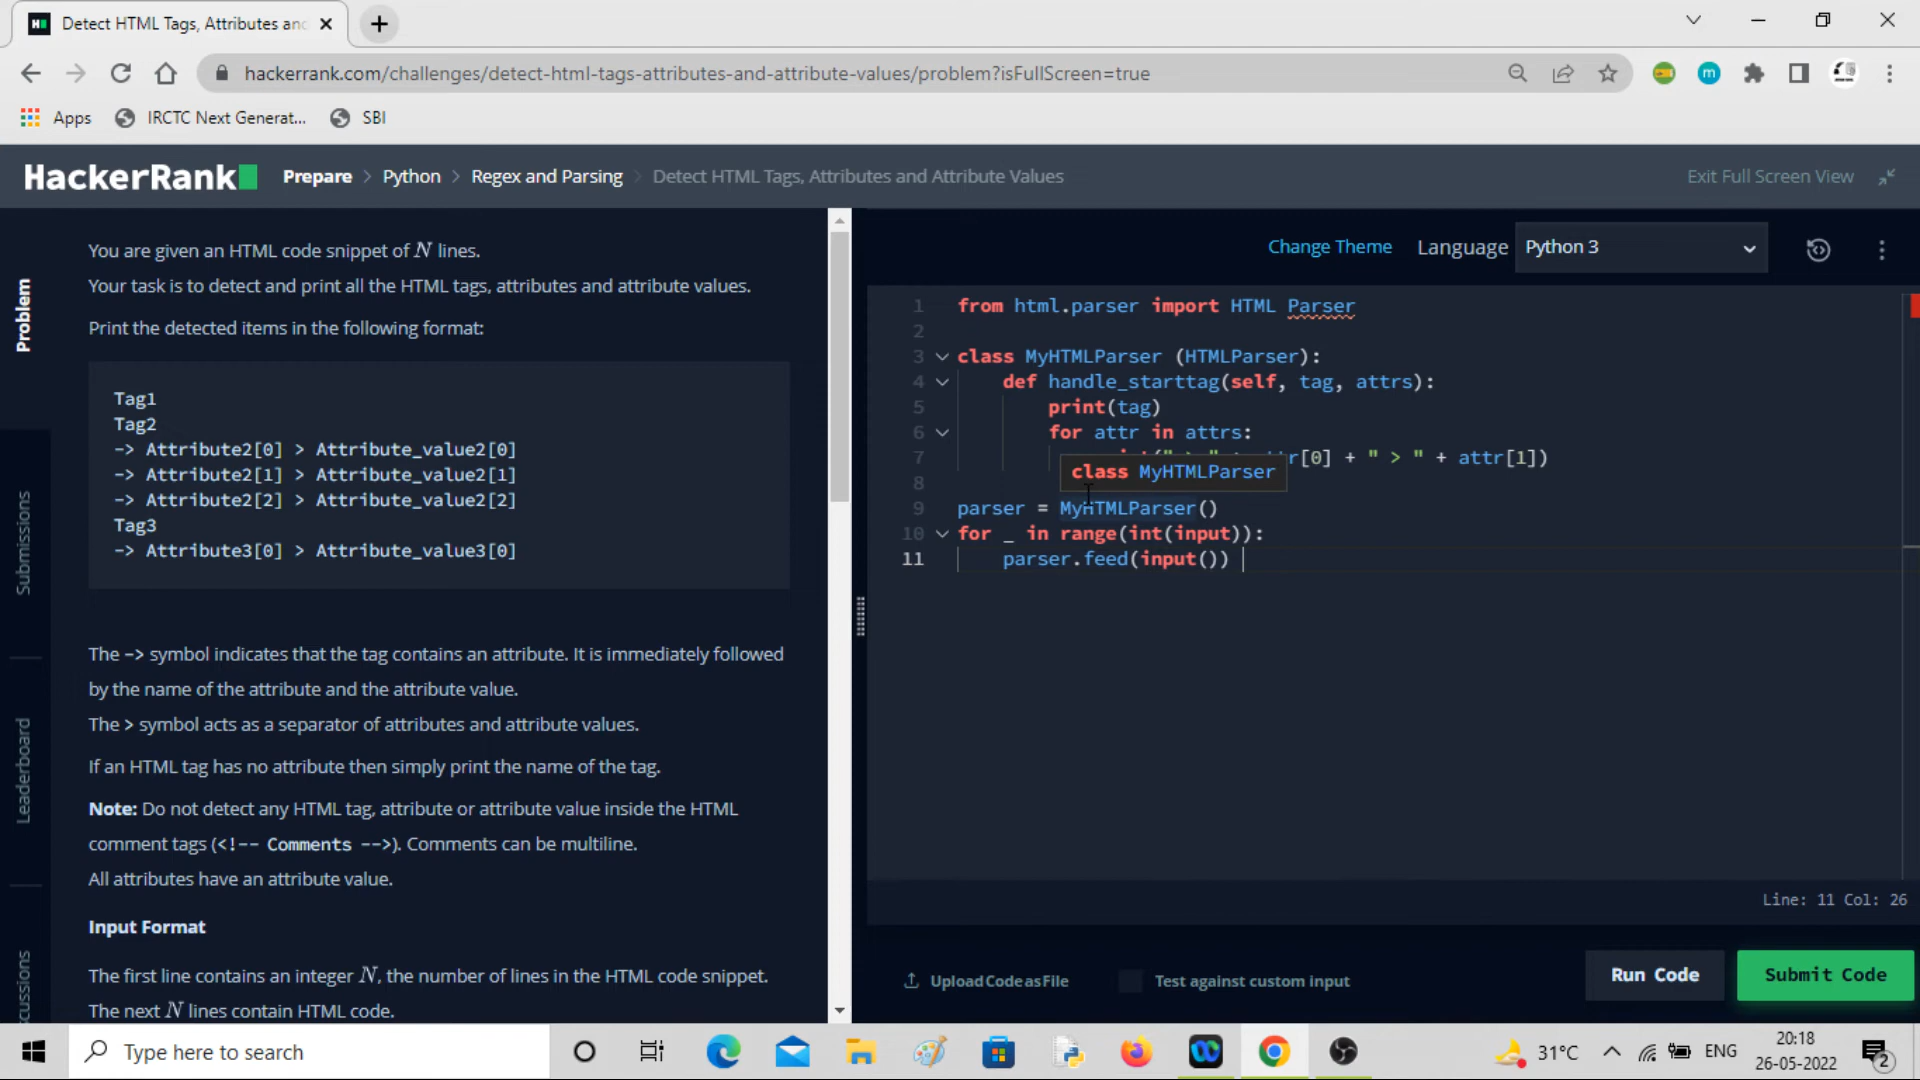 Detect HTML Tags, Attributes and
hackerrank.com/challenges/detect-html-tags-attributes-and-attribute-values/problem?isFullScreen=true
m
Apps
IRCTC Next Generat...
SBI
HackerRank
Prepare > Python > Regex and Parsing > Detect HTML Tags, Attributes and Attribute Values
Exit Full Screen View
Problem
Submissions
Leaderboard
cussions
You are given an HTML code snippet of N lines.
Your task is to detect and print all the HTML tags, attributes and attribute values.
Print the detected items in the following format:
Tag1
Tag2
-> Attribute2[0] > Attribute_value2[0]
-> Attribute2[1] > Attribute_value2[1]
-> Attribute2[2] > Attribute_value2[2]
Tag3
-> Attribute3[0] > Attribute_value3[0]
The -> symbol indicates that the tag contains an attribute. It is immediately followed
by the name of the attribute and the attribute value.
The > symbol acts as a separator of attributes and attribute values.
If an HTML tag has no attribute then simply print the name of the tag.
Note: Do not detect any HTML tag, attribute or attribute value inside the HTML
comment tags (<!-- Comments -->). Comments can be multiline.
All attributes have an attribute value.
Input Format
The first line contains an integer N, the number of lines in the HTML code snippet.
The next N lines contain HTML code.
Change Theme
Language
Python 3
1 from html.parser import HTML Parser
2
3 class MyHTMLParser (HTMLParser):
4 def handle_starttag(self, tag, attrs):
5 print(tag)
6 for attr in attrs:
7 [0] + " > " + attr[1])
class MyHTMLParser
8
9 parser = MyHTMLParser()
10 for _ in range(int(input)):
11 parser.feed(input())
Line: 11 Col: 26
Upload Code as File
Test against custom input
Run Code
Submit Code
Type here to search
31°C
ENG
20:18
26-05-2022
2